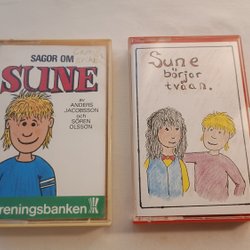 SAGOR OM
SUNE
av
ANDERS
JACOBSSON
och
SÖREN
OLSSON
reningsbanken
Sune
börjar
tvåan.